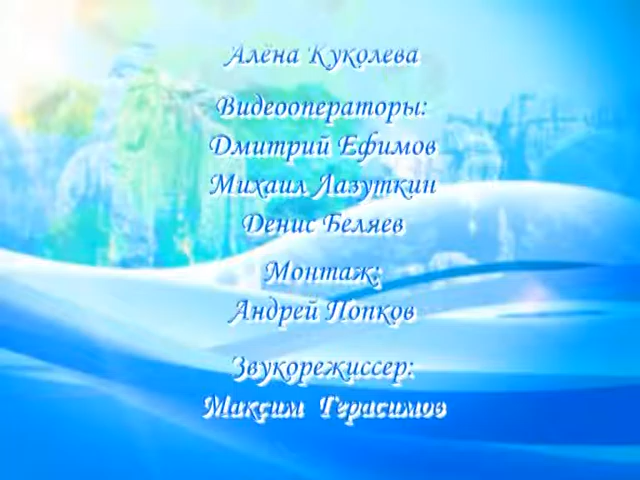 Алёна Куколева
Видеооператоры:
Дмитрий Ефимов
Михаил Лазуткин
Денис Беляев
Монтаж:
Андрей Попков
Звукорежиссер:
Максим Герасимов